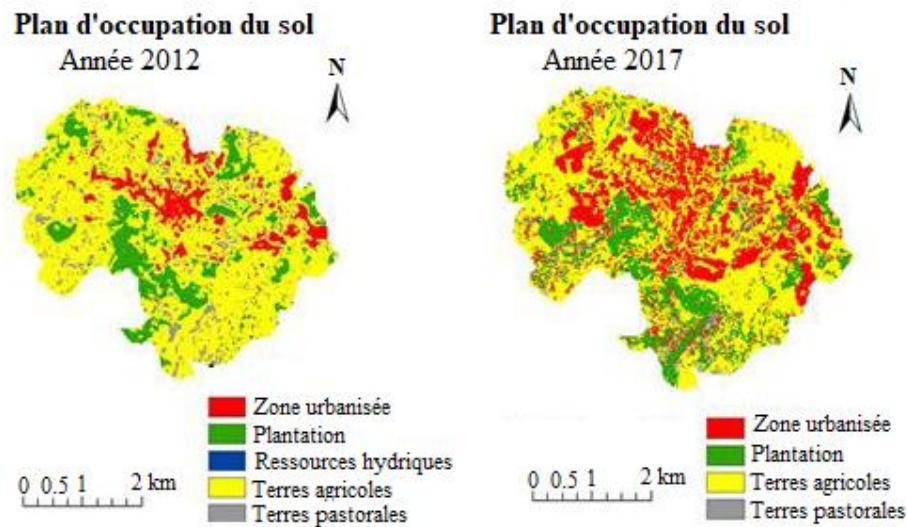 Plan d'occupation du sol
Année 2012
N
Zone urbanisée
Plantation
Ressources hydriques
Terres agricoles
Terres pastorales
0 0.5 1 2 km
Plan d'occupation du sol
Année 2017
N
Zone urbanisée
Plantation
Terres agricoles
Terres pastorales
0 0.5 1 2 km